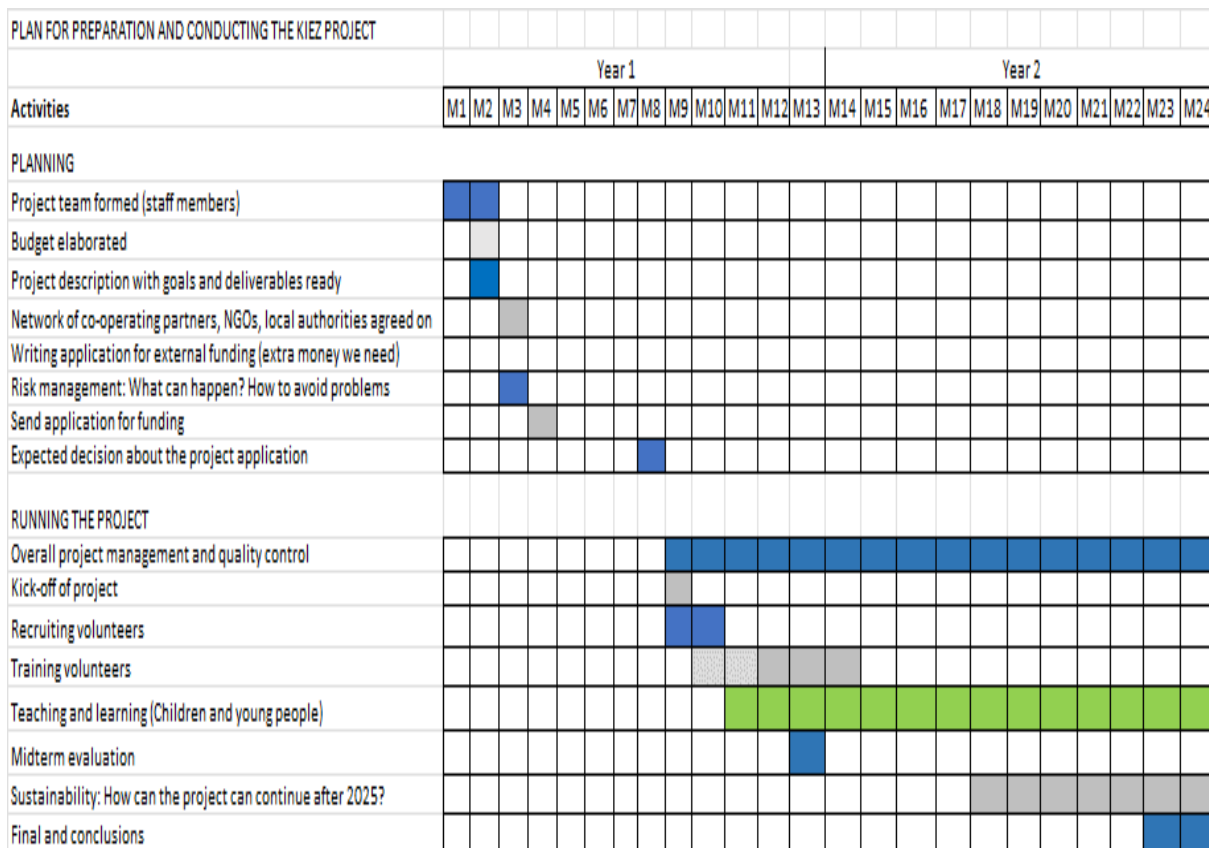 PLAN FOR PREPARATION AND CONDUCTING THE KIEZ PROJECT
Year 1 Year 2
Activities M1 M2 M3 M4 M5 M6 M7 M8 M9 M10 M11 M12 M13 M14 M15 M16 M17 M18 M19 M20 M21 M22 M23 M24
PLANNING
Project team formed (staff members)
Budget elaborated
Project description with goals and deliverables ready
Network of co-operating partners, NGOs, local authorities agreed on
Writing application for external funding (extra money we need)
Risk management: What can happen? How to avoid problems
Send application for funding
Expected decision about the project application
RUNNING THE PROJECT
Overall project management and quality control
Kick-off of project
Recruiting volunteers
Training volunteers
Teaching and learning (Children and young people)
Midterm evaluation
Sustainability: How can the project can continue after 2025?
Final and conclusions